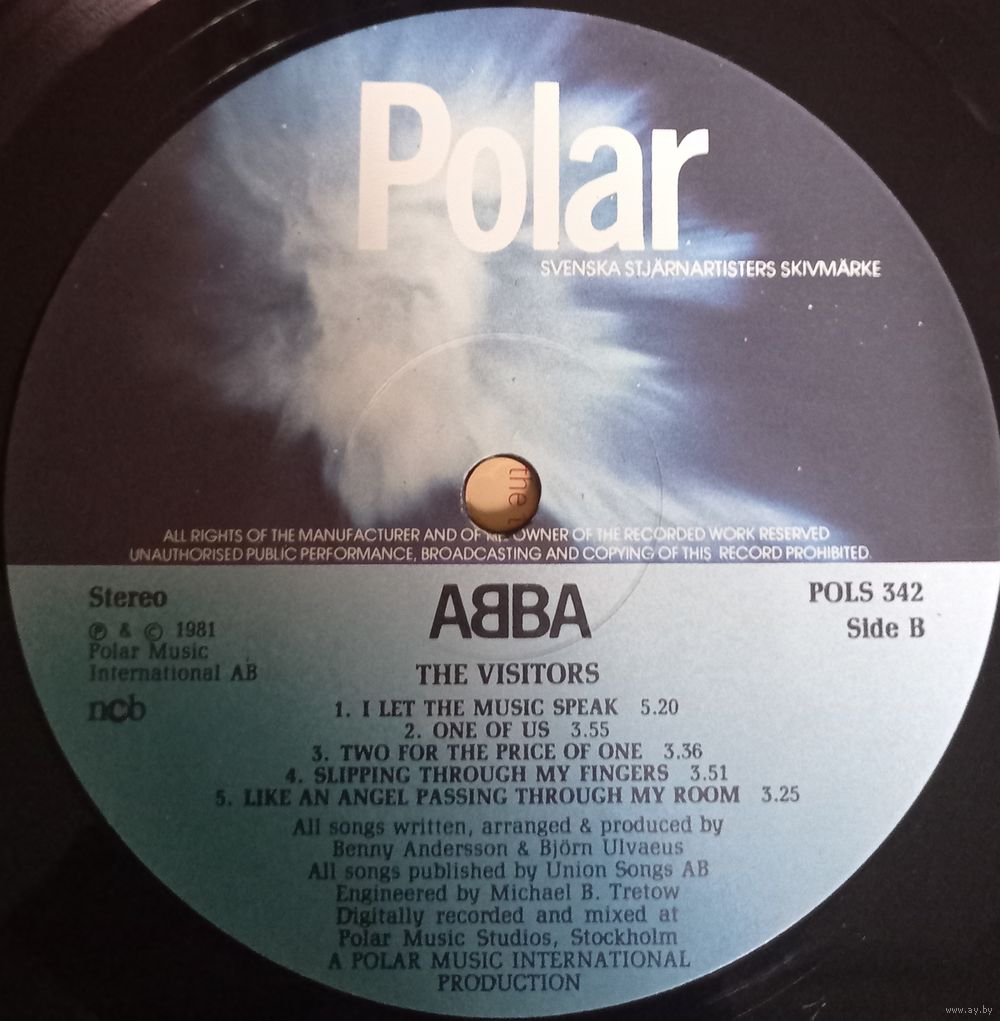 Polar
SVENSKA STJÄRNARTISTERS SKIVMÄRKE
the
ALL RIGHTS OF THE MANUFACTURER AND OF OWNER OF THE RECORDED WORK RESERVED
UNAUTHORISED PUBLIC PERFORMANCE, BROADCASTING AND COPYING OF THIS RECORD PROHIBITED
Stereo
℗ & © 1981
Polar Music
International AB
ncb
ABBA
THE VISITORS
POLS 342
Side B
1. I LET THE MUSIC SPEAK 5.20
2. ONE OF US 3.55
3. TWO FOR THE PRICE OF ONE 3.36
4. SLIPPING THROUGH MY FINGERS 3.51
5. LIKE AN ANGEL PASSING THROUGH MY ROOM 3.25
All songs written, arranged & produced by
Benny Andersson & Björn Ulvaeus
All songs published by Union Songs AB
Engineered by Michael B. Tretow
Digitally recorded and mixed at
Polar Music Studios, Stockholm
A POLAR MUSIC INTERNATIONAL
PRODUCTION
www.ay.by